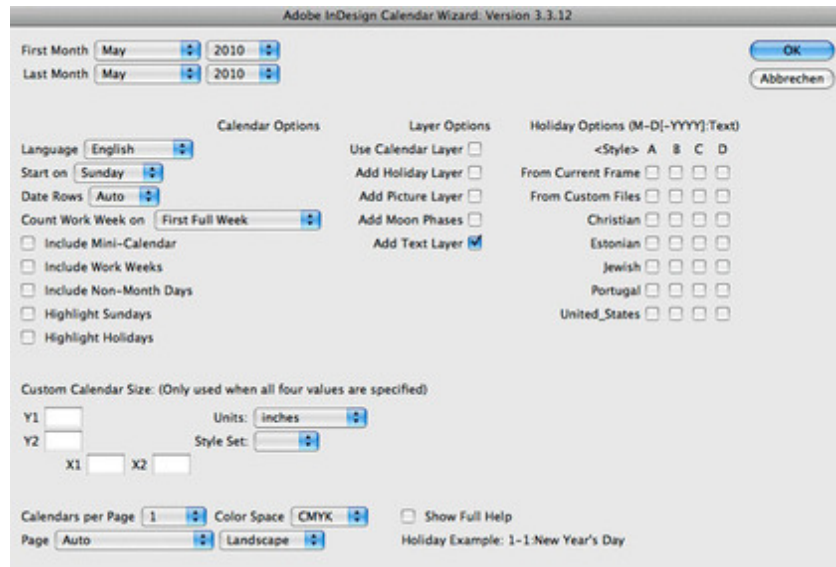 Adobe InDesign Calendar Wizard: Version 3.3.12
First Month May 2010 OK
Last Month May 2010 Abbrechen
Calendar Options Layer Options Holiday Options (M-D[-YYYY]:Text)
Language English Use Calendar Layer <Style> A B C D
Start on Sunday Add Holiday Layer From Current Frame
Date Rows Auto Add Picture Layer From Custom Files
Count Work Week on First Full Week Add Moon Phases Christian
Include Mini-Calendar Add Text Layer Estonian
Include Work Weeks Jewish
Include Non-Month Days Portugal
Highlight Sundays United_States
Highlight Holidays
Custom Calendar Size: (Only used when all four values are specified)
Y1 Units: inches
Y2 Style Set:
X1 X2
Calendars per Page 1 Color Space CMYK Show Full Help
Page Auto Landscape Holiday Example: 1-1:New Year's Day